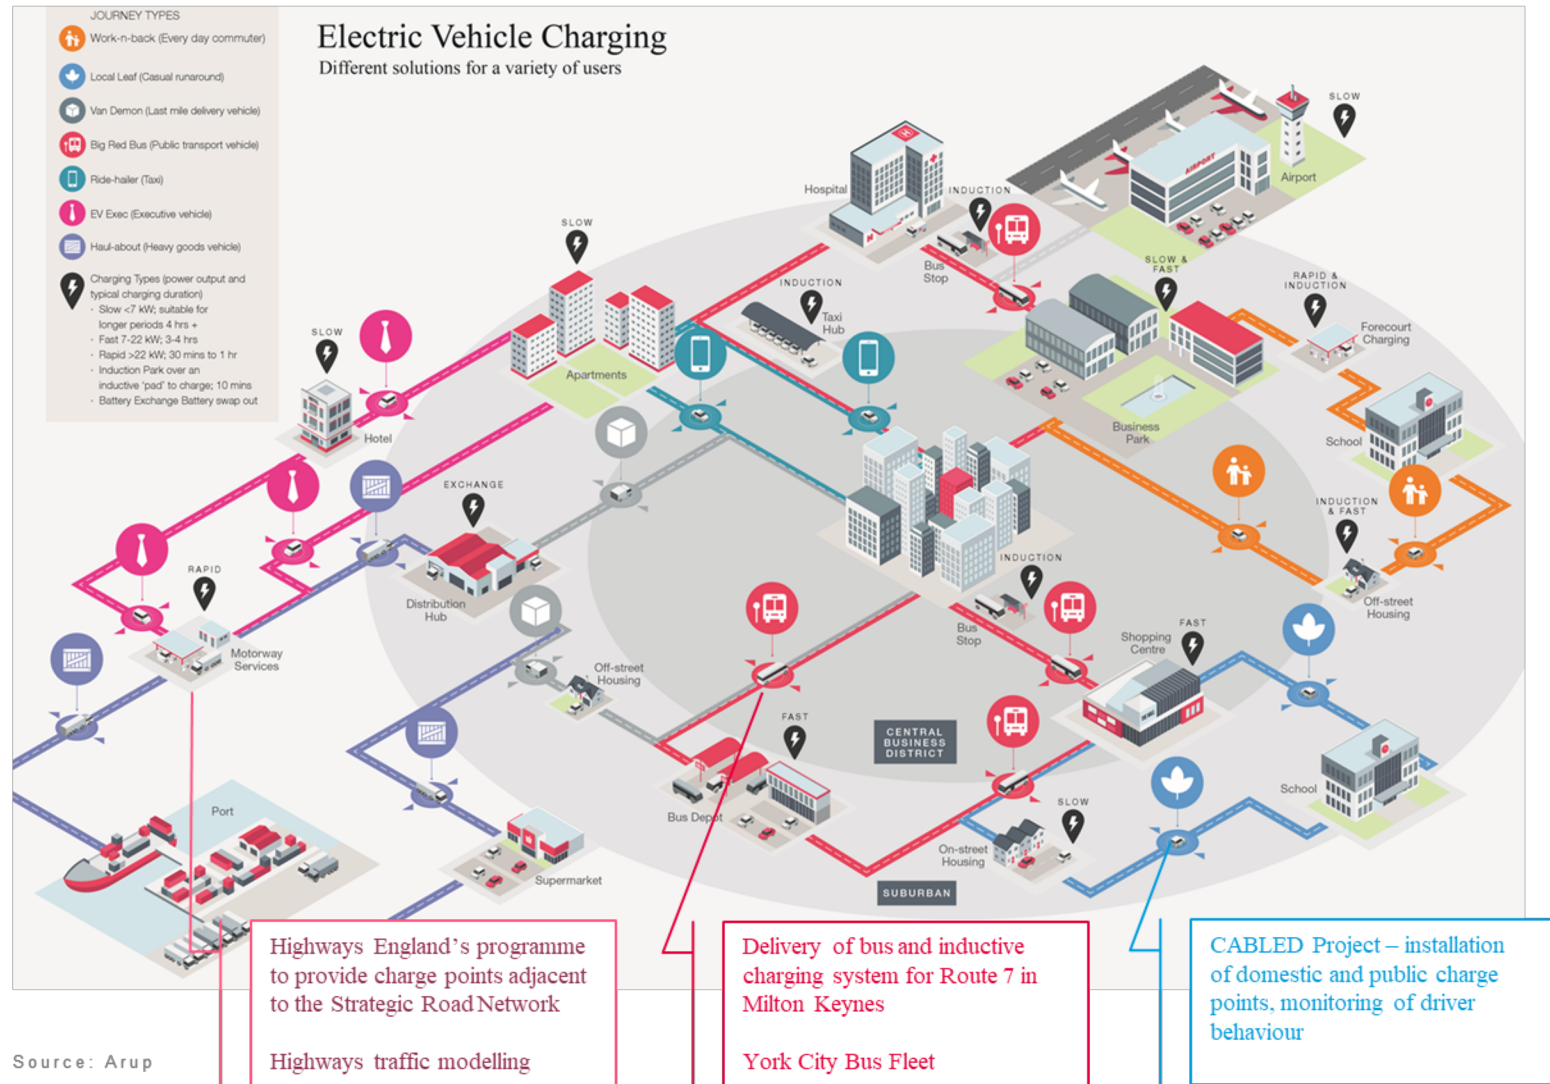 JOURNEY TYPES
Work-n-back (Every day commuter)
Local Leaf (Casual runaround)
Van Demon (Last mile delivery vehicle)
Big Red Bus (Public transport vehicle)
Ride-hailer (Taxi)
EV Exec (Executive vehicle)
Haul-about (Heavy goods vehicle)
Charging Types (power output and
typical charging duration)
· Slow <7 kW; suitable for
longer periods 4 hrs +
· Fast 7-22 kW; 3-4 hrs
· Rapid >22 kW; 30 mins to 1 hr
· Induction Park over an
inductive ‘pad’ to charge; 10 mins
· Battery Exchange Battery swap out
Electric Vehicle Charging
Different solutions for a variety of users
SLOW
AIRPORT
Airport
Hospital
H
H
INDUCTION
Bus
Stop
SLOW
Apartments
INDUCTION
Taxi
Hub
SLOW &
FAST
Business
Park
RAPID &
INDUCTION
Forecourt
Charging
School
SLOW
Hotel
EXCHANGE
Distribution
Hub
INDUCTION
& FAST
Off-street
Housing
INDUCTION
Bus
Stop
RAPID
Motorway
Services
Off-street
Housing
Shopping
Centre
FAST
FAST
Bus Depot
CENTRAL
BUSINESS
DISTRICT
School
SLOW
On-street
Housing
SUBURBAN
Port
Supermarket
Highways England’s programme
to provide charge points adjacent
to the Strategic Road Network
Highways traffic modelling
Delivery of bus and inductive
charging system for Route 7 in
Milton Keynes
York City Bus Fleet
CABLED Project – installation
of domestic and public charge
points, monitoring of driver
behaviour
Source: Arup